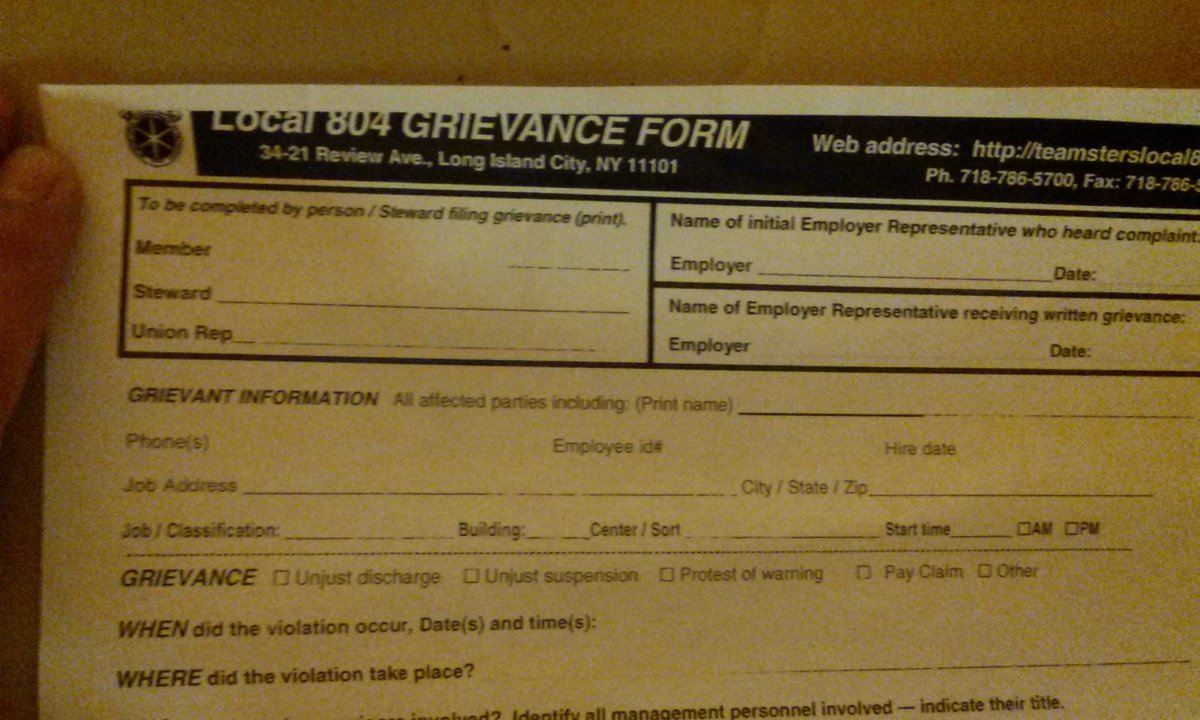 Local 804 GRIEVANCE FORM
34-21 Review Ave., Long Island City, NY 11101
Web address: http://teamsterslocal8
Ph. 718-786-5700, Fax: 718-786-
To be completed by person / Steward filing grievance (print).
Member
Steward
Union Rep
Name of initial Employer Representative who heard complaint:
Employer Date:
Name of Employer Representative receiving written grievance:
Employer Date:
GRIEVANT INFORMATION All affected parties including: (Print name)
Phone(s) Employee id# Hire date
Job Address City / State / Zip
Job / Classification: Building: Center / Sort Start time ☐AM ☐PM
GRIEVANCE ☐ Unjust discharge ☐ Unjust suspension ☐ Protest of warning ☐ Pay Claim ☐ Other
WHEN did the violation occur, Date(s) and time(s):
WHERE did the violation take place?
involved? Identify all management personnel involved — indicate their title.